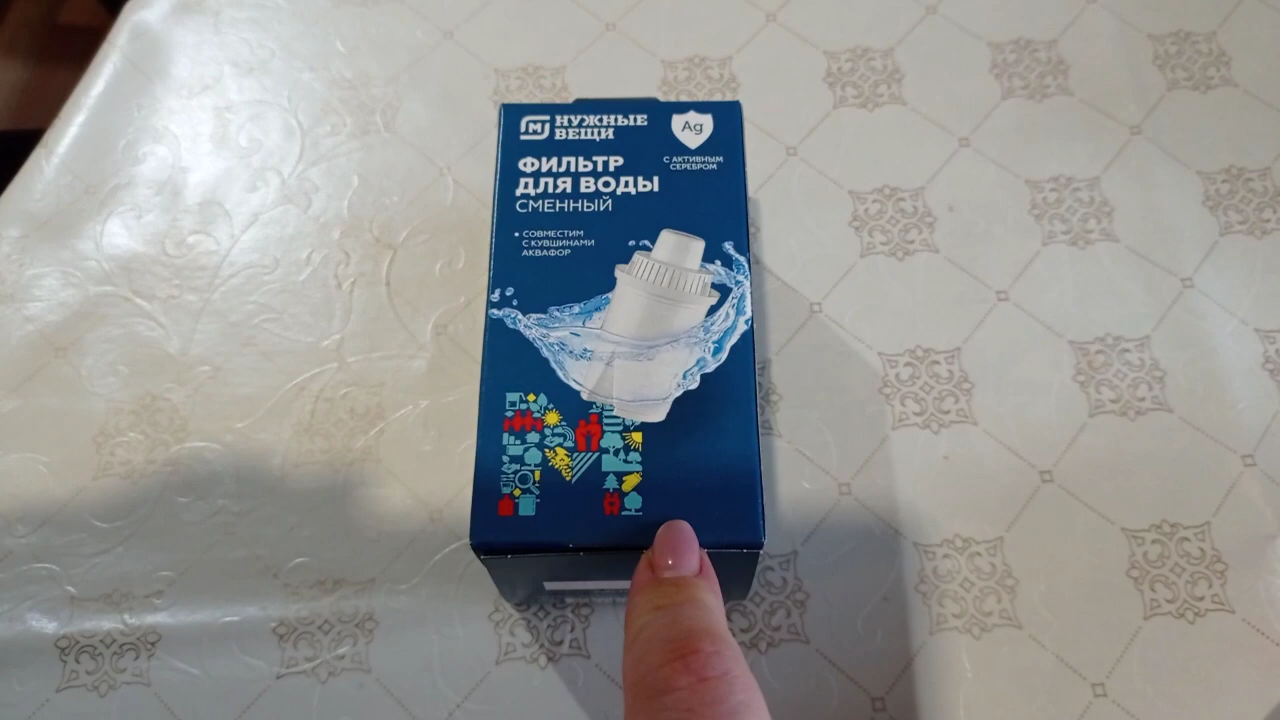 М НУЖНЫЕ
ВЕЩИ
Ag
С АКТИВНЫМ
СЕРЕБРОМ
ФИЛЬТР
ДЛЯ ВОДЫ
СМЕННЫЙ
• СОВМЕСТИМ
С КУВШИНАМИ
АКВАФОР